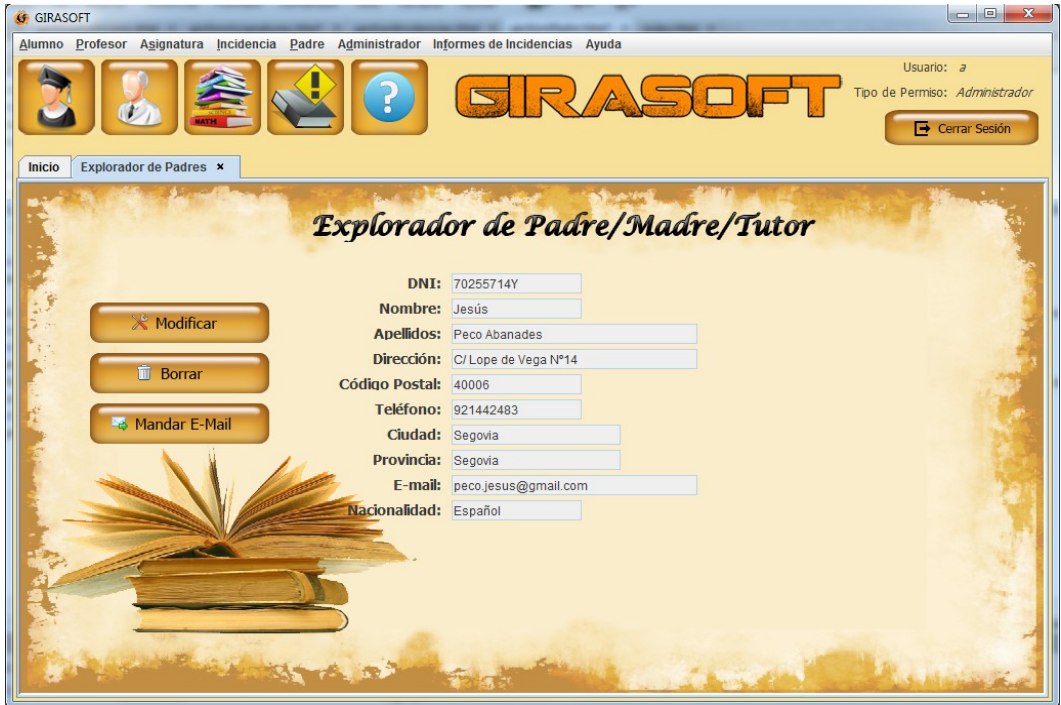 GIRASOFT
Alumno Profesor Asignatura Incidencia Padre Administrador Informes de Incidencias Ayuda
MATH
GIRASOFT
Usuario: a
Tipo de Permiso: Administrador
Cerrar Sesión
Inicio Explorador de Padres
Explorador de Padre/Madre/Tutor
DNI: 70255714Y
Nombre: Jesús
Apellidos: Peco Abanades
Dirección: C/ Lope de Vega Nº14
Código Postal: 40006
Teléfono: 921442483
Ciudad: Segovia
Provincia: Segovia
E-mail: peco.jesus@gmail.com
Nacionalidad: Español
Modificar
Borrar
Mandar E-Mail